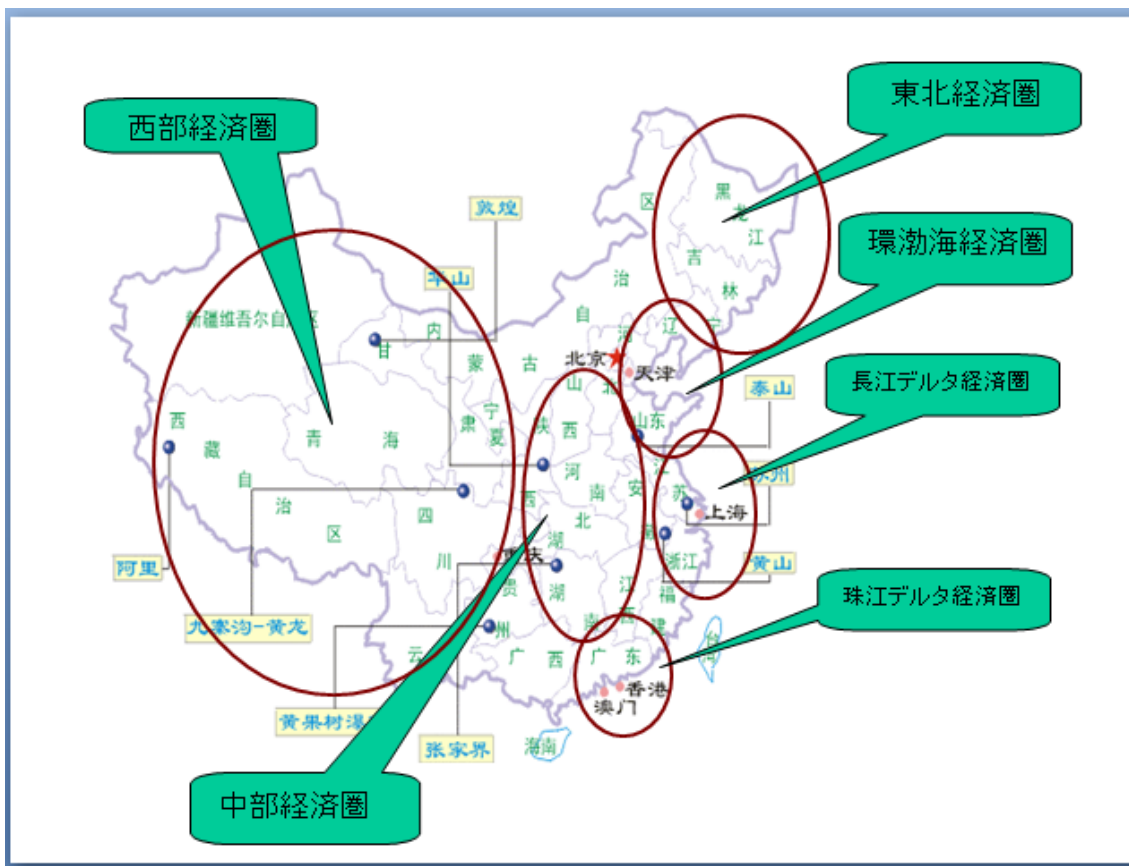 東北経済圏
西部経済圏
環渤海経済圏
長江デルタ経済圏
珠江デルタ経済圏
中部経済圏
敦煌
华山
泰山
苏州
黄山
阿里
九寨沟-黄龙
黄果树瀑
张家界
黑龙江
吉林
辽宁
内蒙古自治区
新疆维吾尔自治区
甘肃
宁夏
青海
西藏自治区
四川
重庆
贵州
云
广西
广东
海南
台湾
福建
江西
湖南
湖北
河南
安徽
江苏
浙江
上海
山东
山西
陕西
河北
北京
天津
香港
澳门